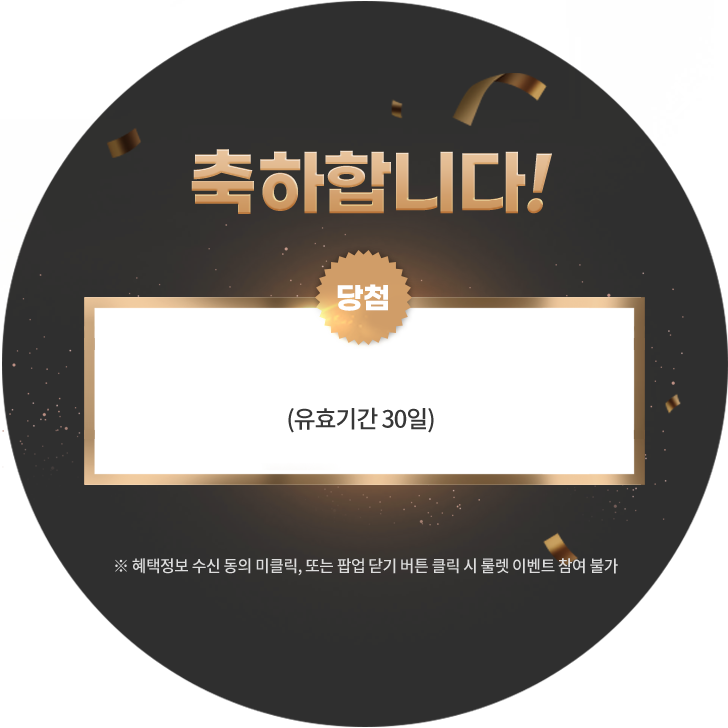 축하합니다!
당첨
(유효기간 30일)
※ 혜택정보 수신 동의 미클릭, 또는 팝업 닫기 버튼 클릭 시 룰렛 이벤트 참여 불가